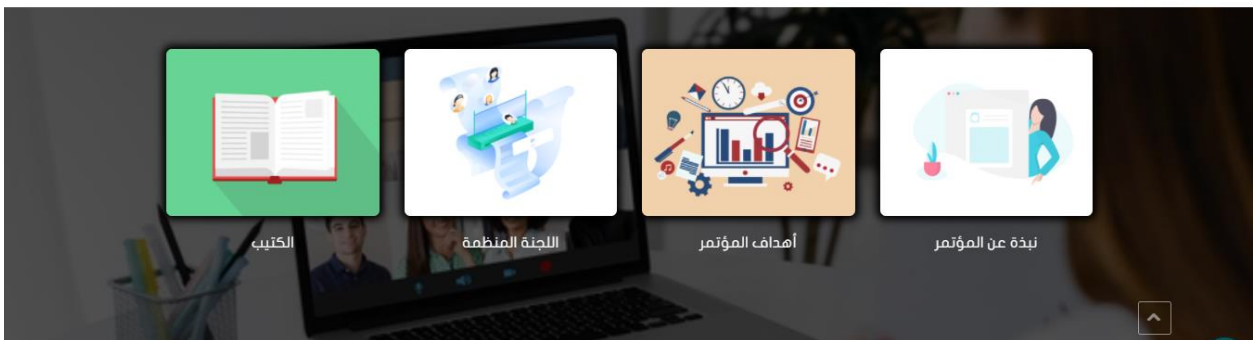 نبذة عن المؤتمر
أهداف المؤتمر
اللجنة المنظمة
الكتيب